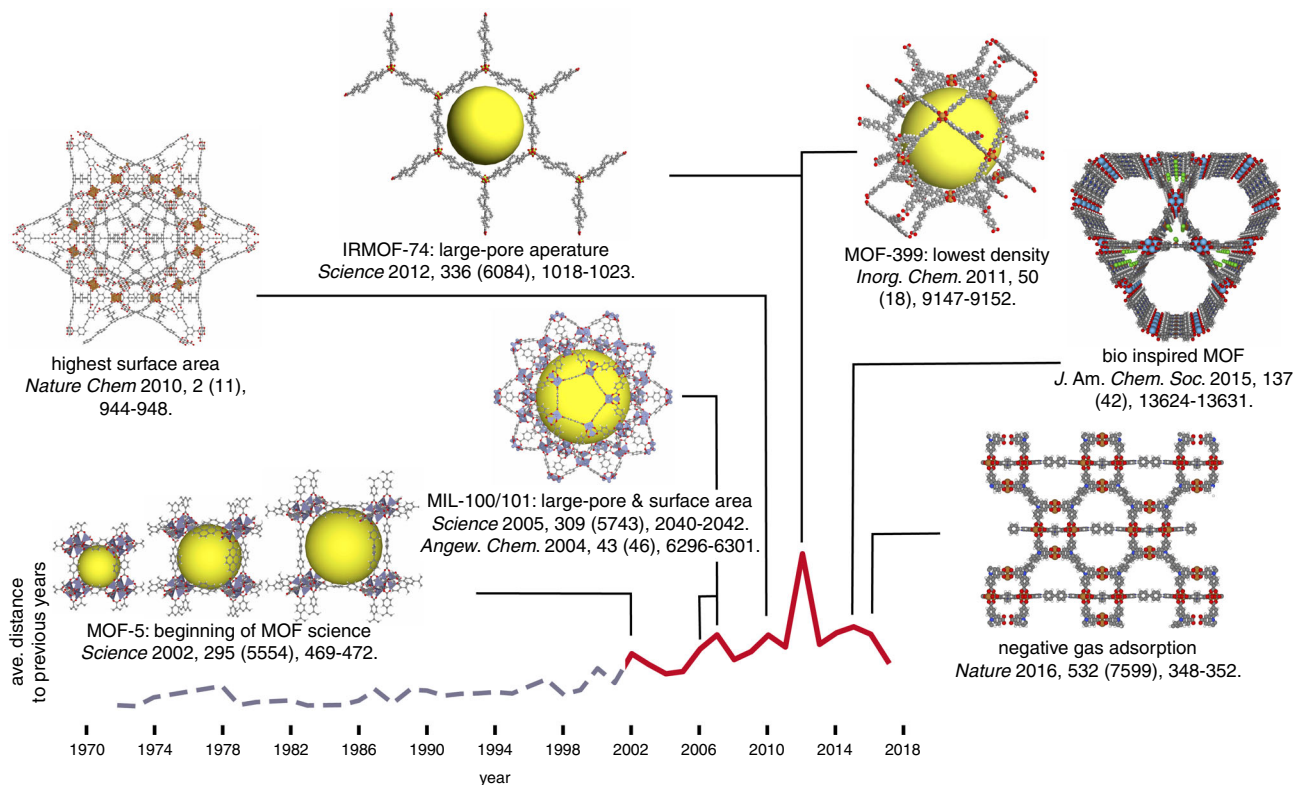 IRMOF-74: large-pore aperature
Science 2012, 336 (6084), 1018-1023.
MOF-399: lowest density
Inorg. Chem. 2011, 50
(18), 9147-9152.
highest surface area
Nature Chem 2010, 2 (11),
944-948.
bio inspired MOF
J. Am. Chem. Soc. 2015, 137
(42), 13624-13631.
MIL-100/101: large-pore & surface area
Science 2005, 309 (5743), 2040-2042.
Angew. Chem. 2004, 43 (46), 6296-6301.
MOF-5: beginning of MOF science
Science 2002, 295 (5554), 469-472.
negative gas adsorption
Nature 2016, 532 (7599), 348-352.
ave. distance
to previous years
1970 1974 1978 1982 1986 1990 1994 1998 2002 2006 2010 2014 2018
year